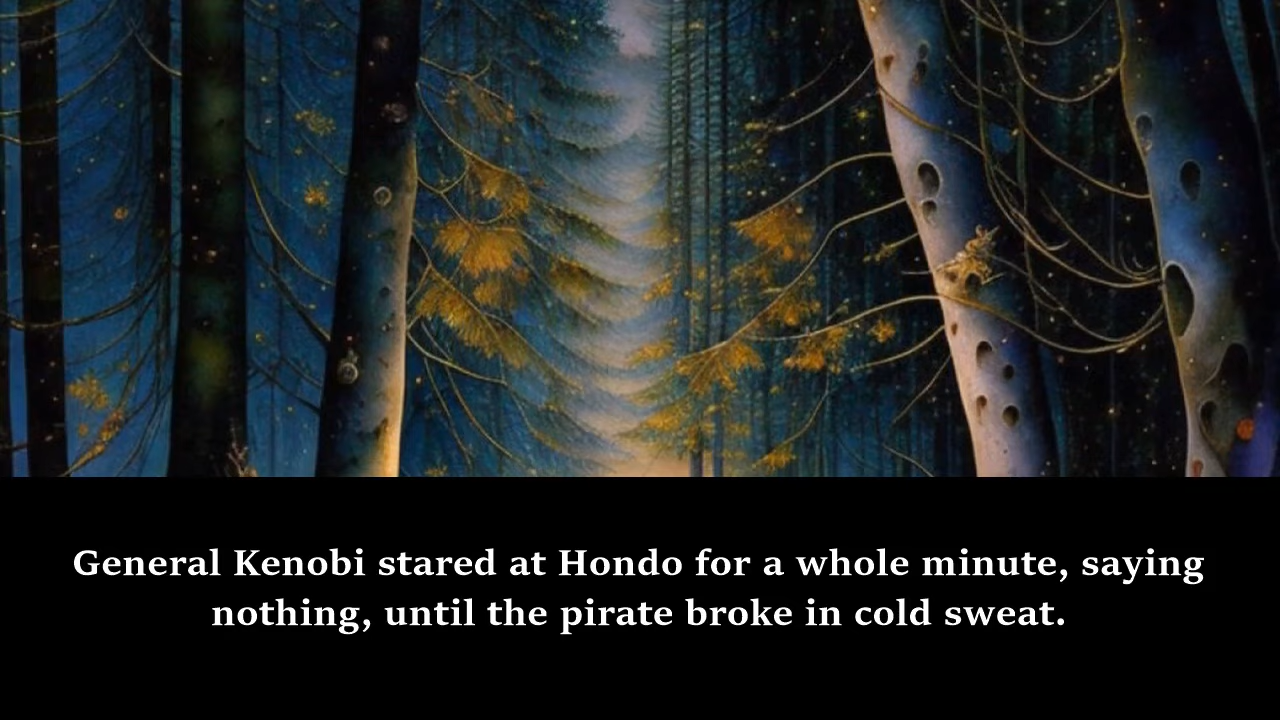 General Kenobi stared at Hondo for a whole minute, saying
nothing, until the pirate broke in cold sweat.